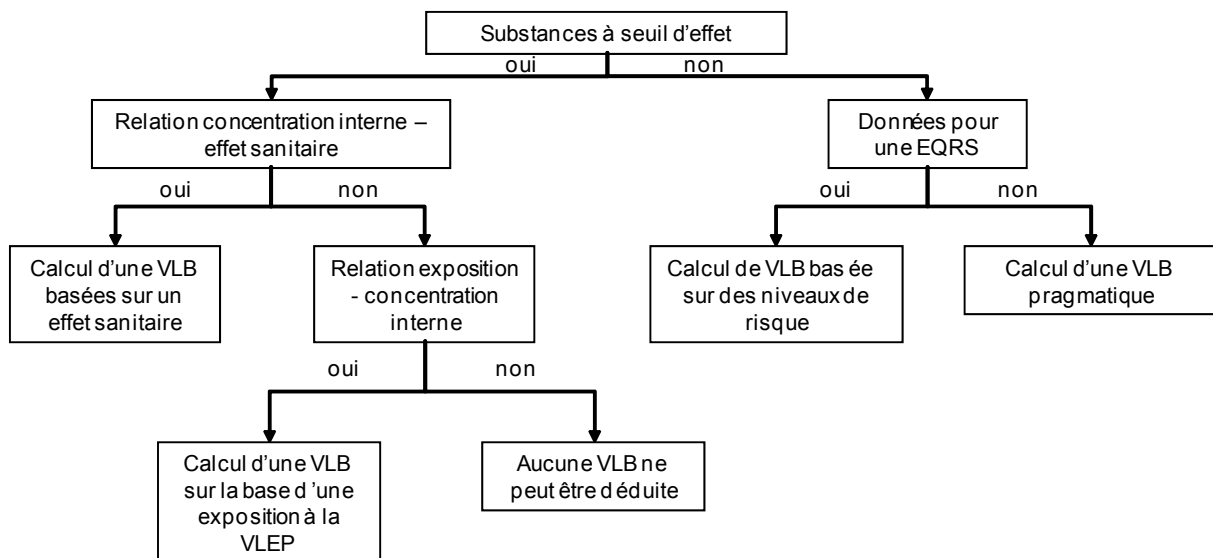 Substances à seuil d'effet
oui
non
Relation concentration interne –
effet sanitaire
Données pour
une EQRS
oui
non
oui
non
Calcul d'une VLB
basées sur un
effet sanitaire
Relation exposition
- concentration
interne
Calcul de VLB basée
sur des niveaux de
risque
Calcul d'une VLB
pragmatique
oui
non
Calcul d'une VLB
sur la base d'une
exposition à la
VLEP
Aucune VLB ne
peut être déduite